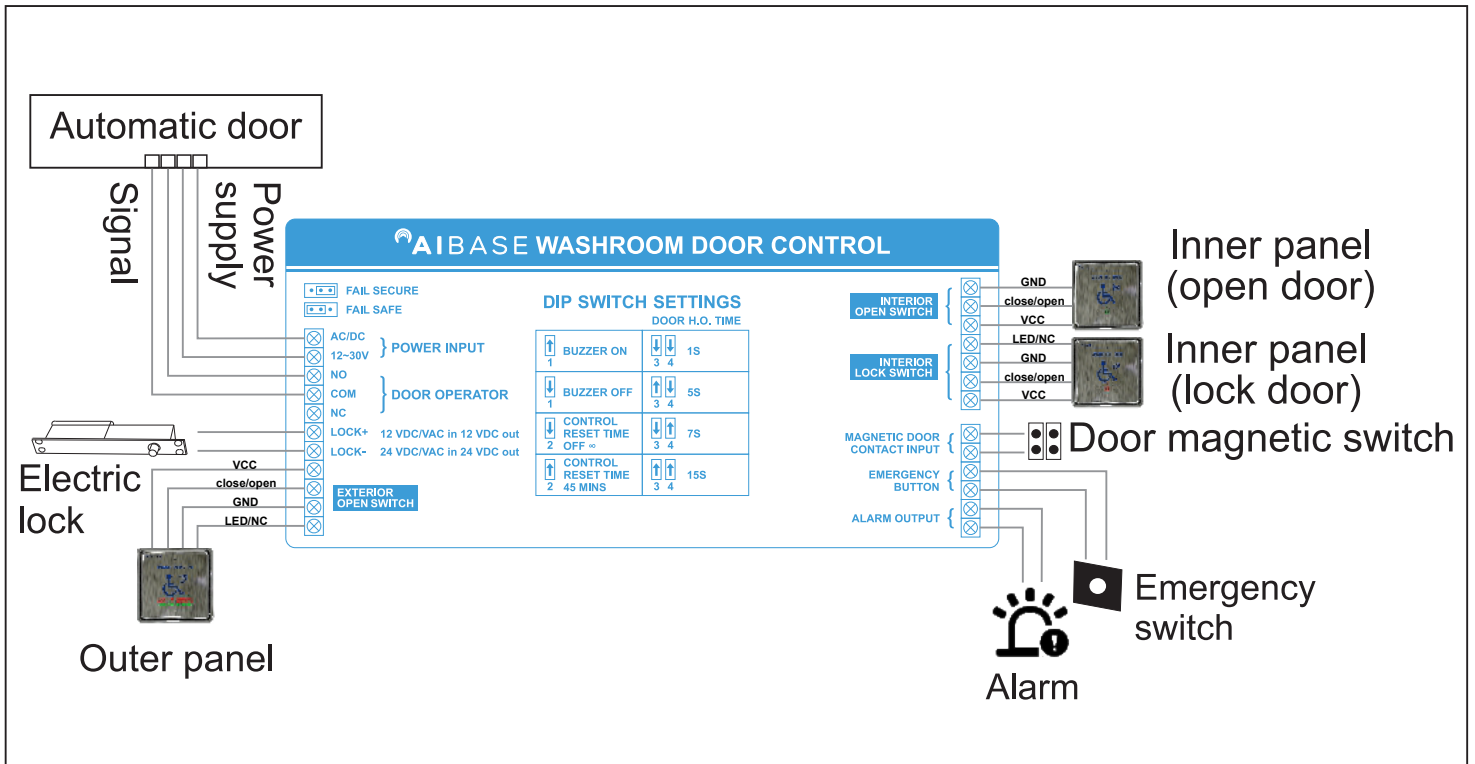 Automatic door
Signal
Power
supply
AIBASE WASHROOM DOOR CONTROL
FAIL SECURE
FAIL SAFE
AC/DC
12~30V
POWER INPUT
NO
COM
NC
DOOR OPERATOR
LOCK+ 12 VDC/VAC in 12 VDC out
LOCK- 24 VDC/VAC in 24 VDC out
VCC
close/open
GND
LED/NC
EXTERIOR
OPEN SWITCH
Electric
lock
Outer panel
DIP SWITCH SETTINGS
DOOR H.O. TIME
1 BUZZER ON
3 4 1S
1 BUZZER OFF
3 4 5S
CONTROL
RESET TIME
2 OFF ∞
3 4 7S
CONTROL
RESET TIME
2 45 MINS
3 4 15S
INTERIOR
OPEN SWITCH
GND
close/open
VCC
Inner panel
(open door)
INTERIOR
LOCK SWITCH
LED/NC
GND
close/open
VCC
Inner panel
(lock door)
MAGNETIC DOOR
CONTACT INPUT
Door magnetic switch
EMERGENCY
BUTTON
ALARM OUTPUT
Emergency
switch
Alarm